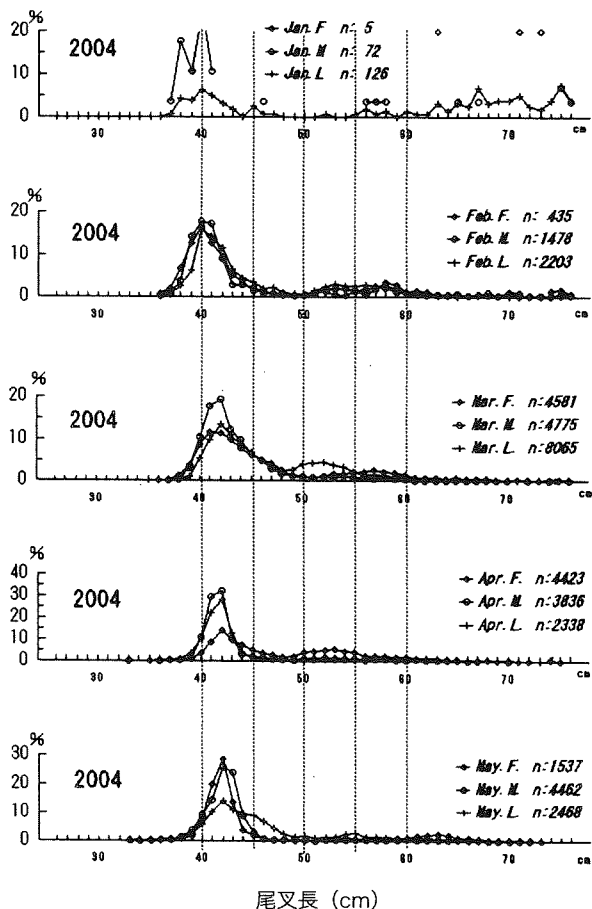 %
20
10
0
2004
Jan. F n: 5
Jan. M n: 72
Jan. L n: 126
30 40 50 60 70 cm
%
20
10
0
2004
Feb. F. n: 435
Feb. M. n: 1478
Feb. L. n: 2203
30 40 50 60 70 cm
%
20
10
0
2004
Mar. F. n: 4581
Mar. M. n: 4775
Mar. L. n: 8065
30 40 50 60 70 cm
%
40
30
20
10
0
2004
Apr. F. n: 4423
Apr. M. n: 3836
Apr. L. n: 2338
30 40 50 60 70 cm
%
30
20
10
0
2004
May. F. n: 1537
May. M. n: 4462
May. L. n: 2468
30 40 50 60 70 cm
尾叉長 (cm)